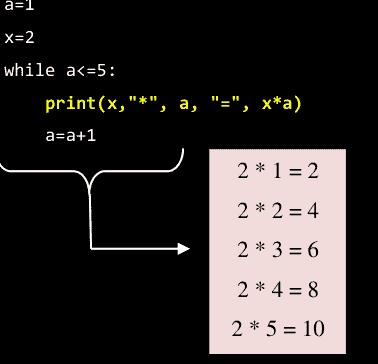 a=1
x=2
while a<=5:
print(x,"*", a, "=", x*a)
a=a+1
2 * 1 = 2
2 * 2 = 4
2 * 3 = 6
2 * 4 = 8
2 * 5 = 10